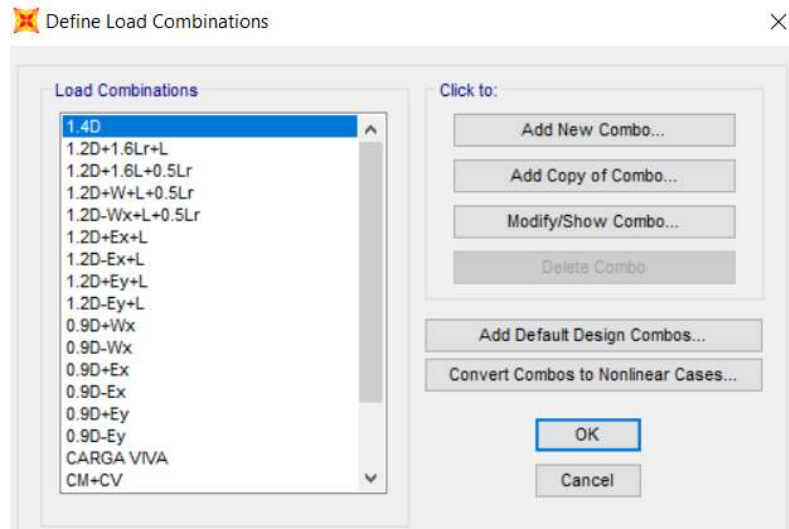 Define Load Combinations
Load Combinations
1.4D
1.2D+1.6Lr+L
1.2D+1.6L+0.5Lr
1.2D+W+L+0.5Lr
1.2D-Wx+L+0.5Lr
1.2D+Ex+L
1.2D-Ex+L
1.2D+Ey+L
1.2D-Ey+L
0.9D+Wx
0.9D-Wx
0.9D+Ex
0.9D-Ex
0.9D+Ey
0.9D-Ey
CARGA VIVA
CM+CV
Click to:
Add New Combo...
Add Copy of Combo...
Modify/Show Combo...
Delete Combo
Add Default Design Combos...
Convert Combos to Nonlinear Cases...
OK
Cancel